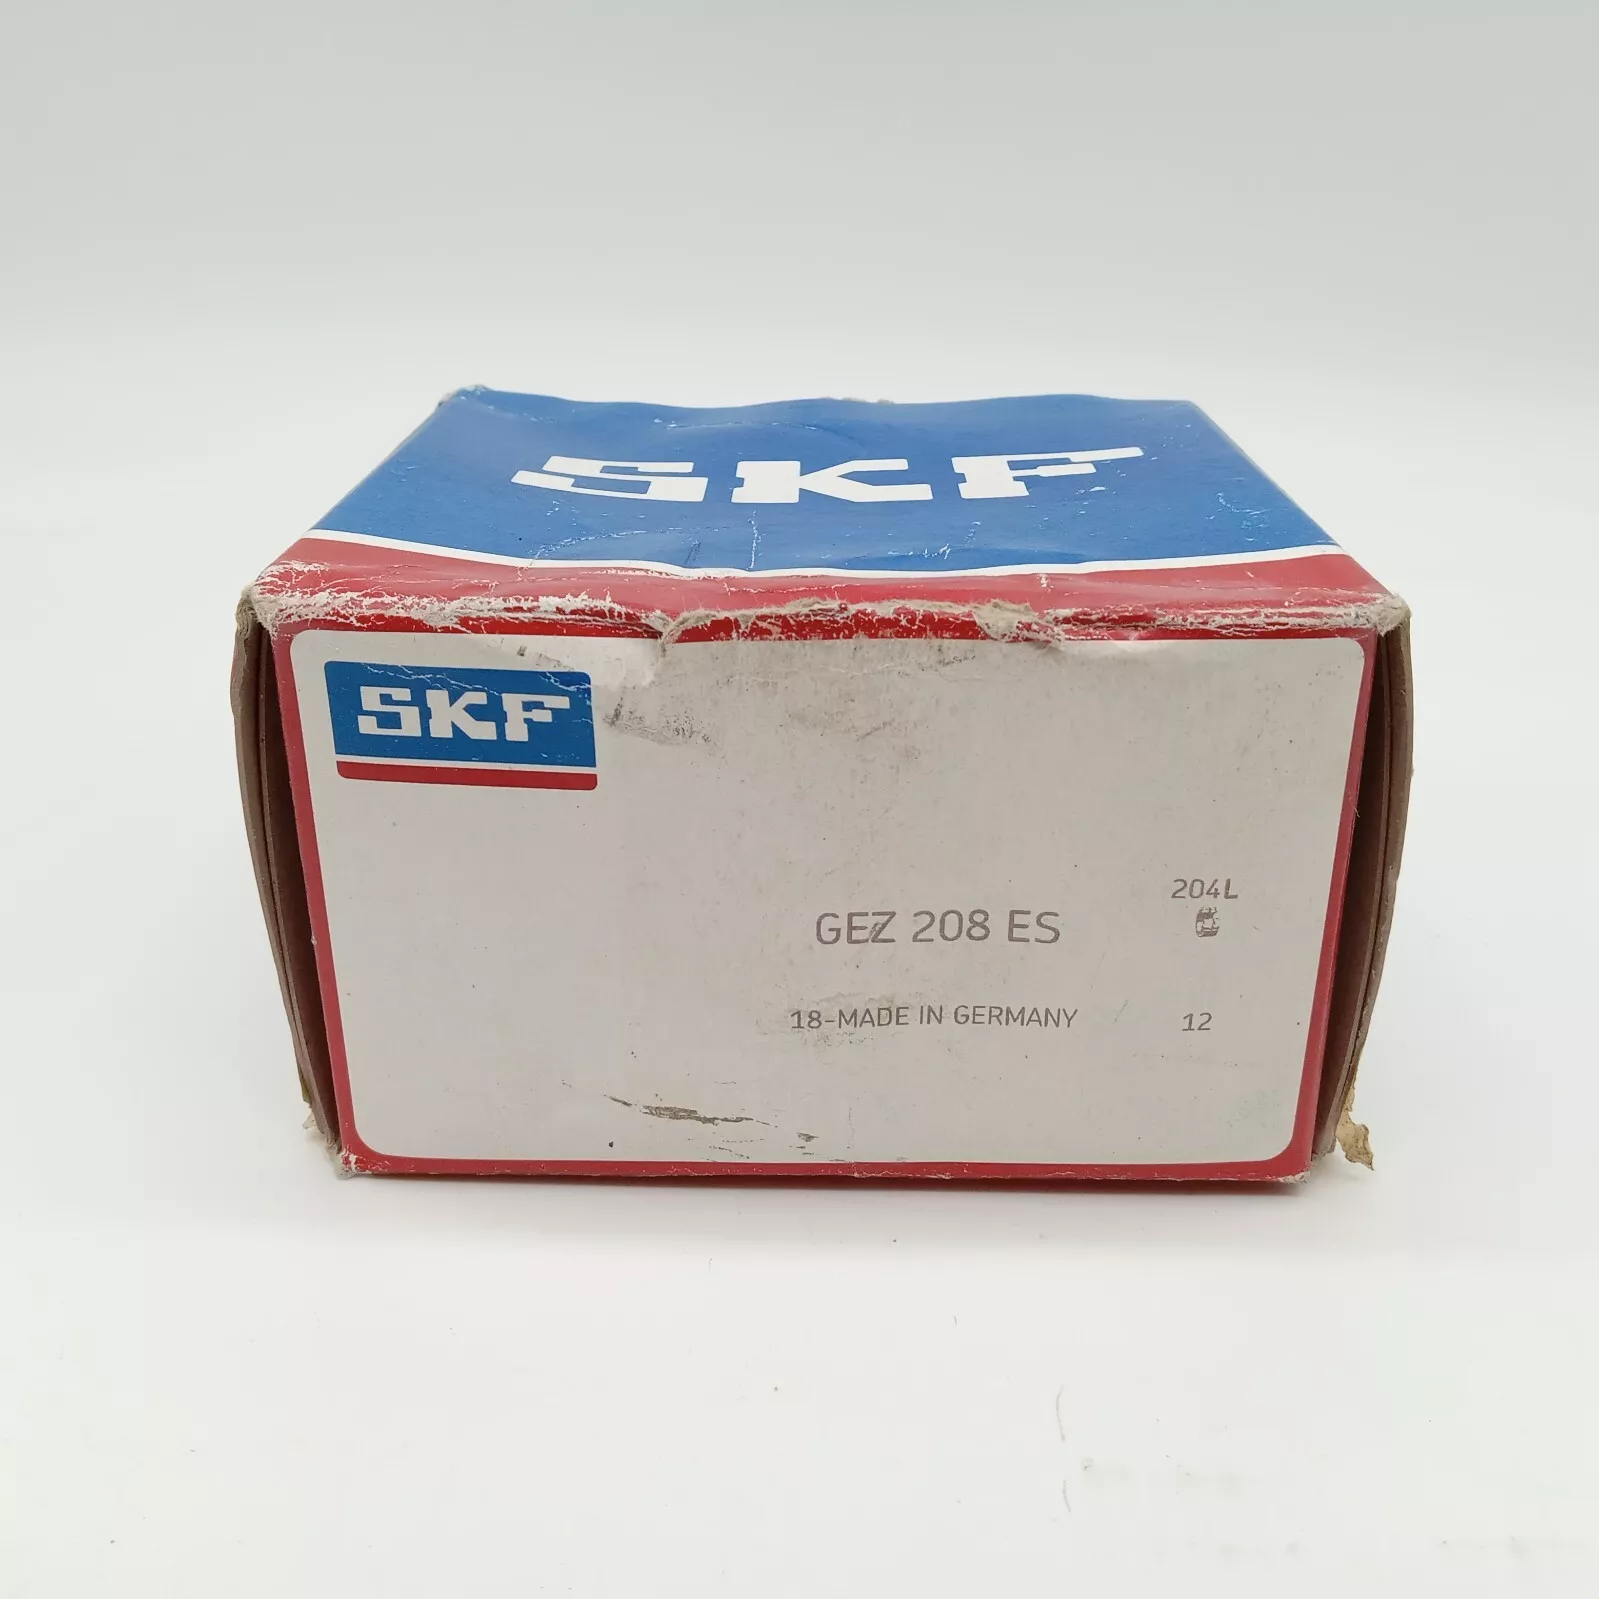 SKF
SKF
204L
GEZ 208 ES
18-MADE IN GERMANY
12